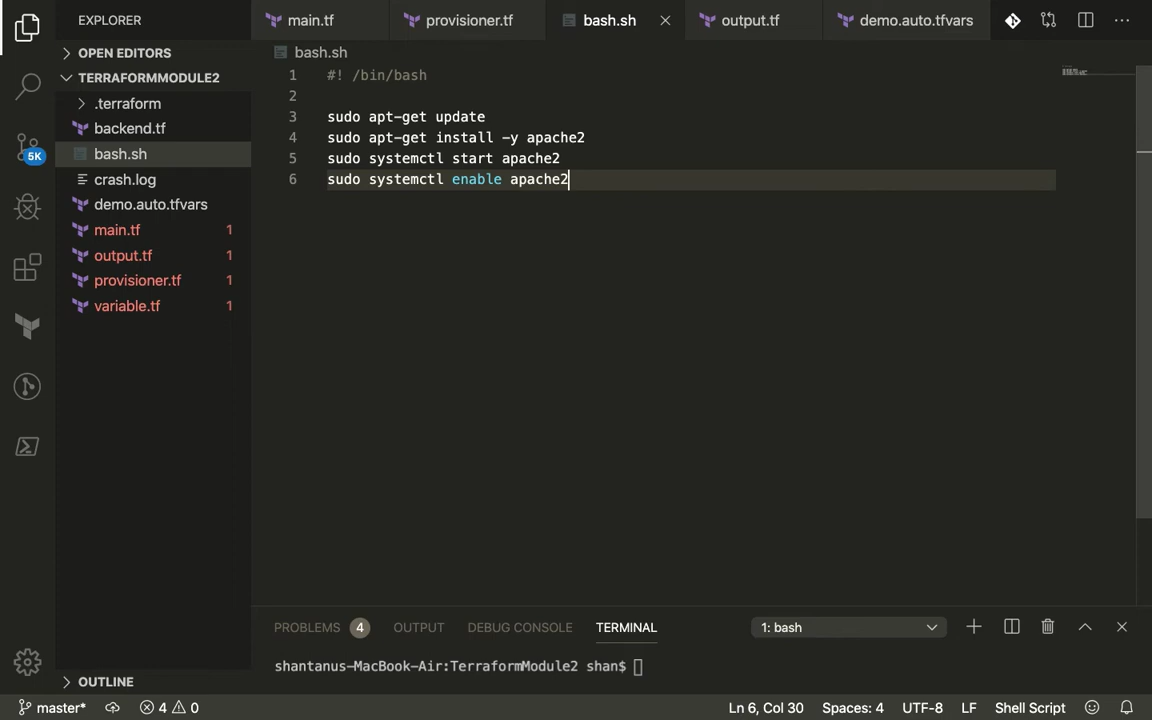 EXPLORER
main.tf
provisioner.tf
bash.sh
output.tf
demo.auto.tfvars
OPEN EDITORS
TERRAFORMMODULE2
.terraform
backend.tf
bash.sh
crash.log
demo.auto.tfvars
main.tf 1
output.tf 1
provisioner.tf 1
variable.tf 1
OUTLINE
5K
bash.sh
1 #! /bin/bash
2
3 sudo apt-get update
4 sudo apt-get install -y apache2
5 sudo systemctl start apache2
6 sudo systemctl enable apache2
PROBLEMS 4 OUTPUT DEBUG CONSOLE TERMINAL 1: bash
shantanus-MacBook-Air:TerraformModule2 shan$
master* 4 0 Ln 6, Col 30 Spaces: 4 UTF-8 LF Shell Script